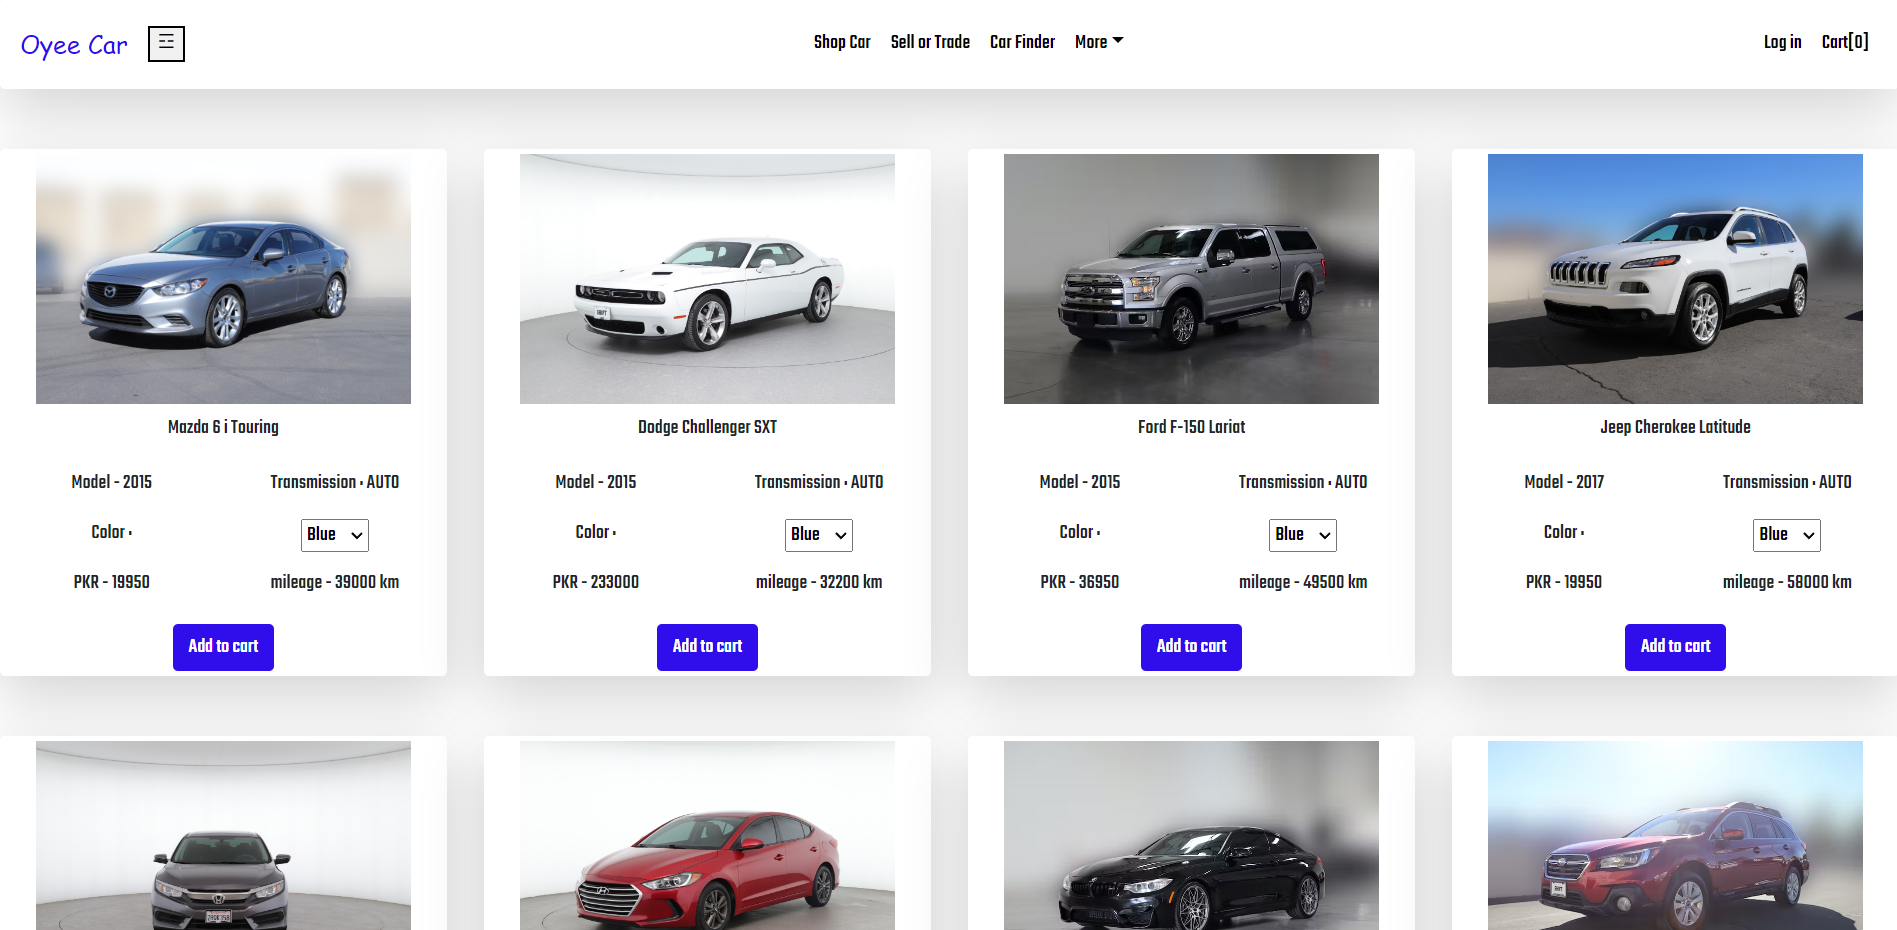 Oyee Car
Shop Car Sell or Trade Car Finder More
Log in Cart[0]
Mazda 6 i Touring
Model - 2015 Transmission : AUTO
Color : Blue
PKR - 19950 mileage - 39000 km
Add to cart
Dodge Challenger SXT
Model - 2015 Transmission : AUTO
Color : Blue
PKR - 233000 mileage - 32200 km
Add to cart
Ford F-150 Lariat
Model - 2015 Transmission : AUTO
Color : Blue
PKR - 36950 mileage - 49500 km
Add to cart
Jeep Cherokee Latitude
Model - 2017 Transmission : AUTO
Color : Blue
PKR - 19950 mileage - 58000 km
Add to cart